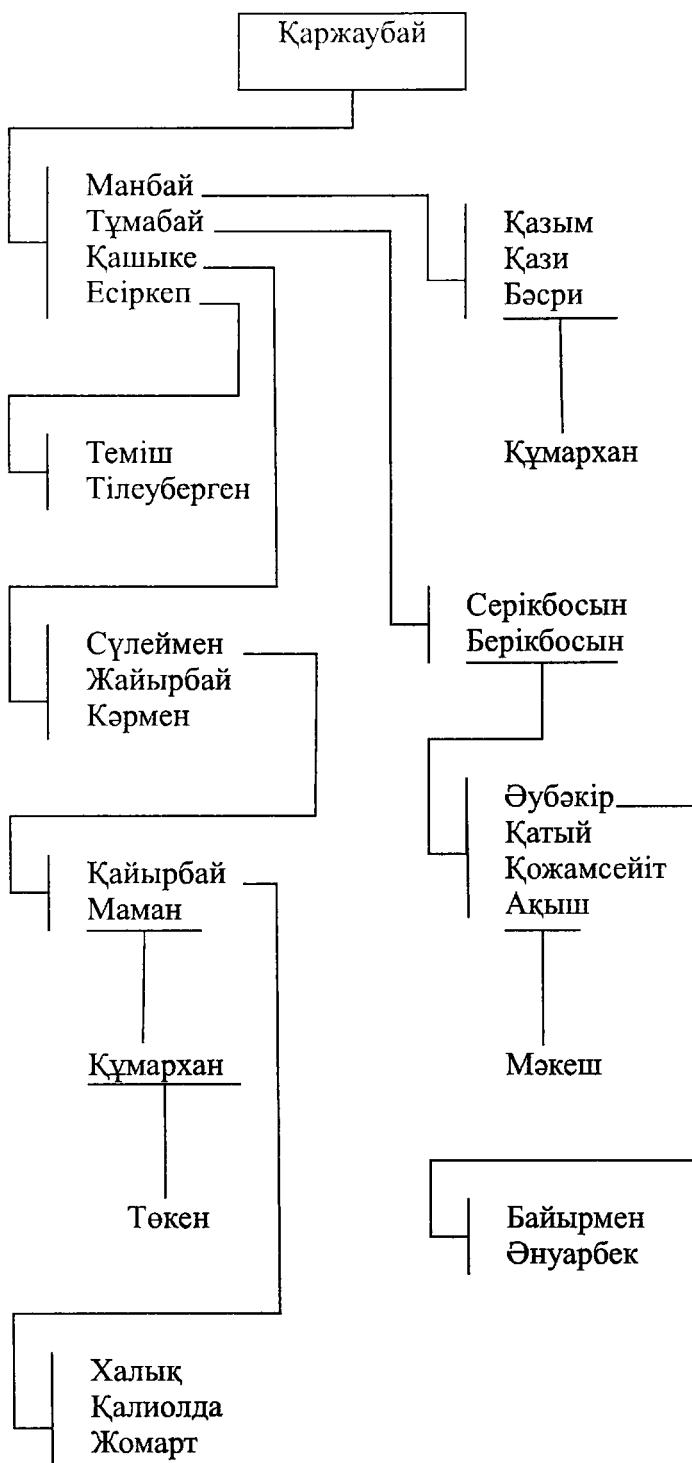 Қаржаубай
Манбай
Тұмабай
Қашыке
Есіркеп
Қазым
Қази
Бәсри
Құмархан
Теміш
Тілеуберген
Серікбосын
Берікбосын
Сүлеймен
Жайырбай
Кәрмен
Әубәкір
Қатый
Қожамсейіт
Ақыш
Қайырбай
Маман
Құмархан
Мәкеш
Төкен
Байырмен
Әнуарбек
Халық
Қалиолда
Жомарт